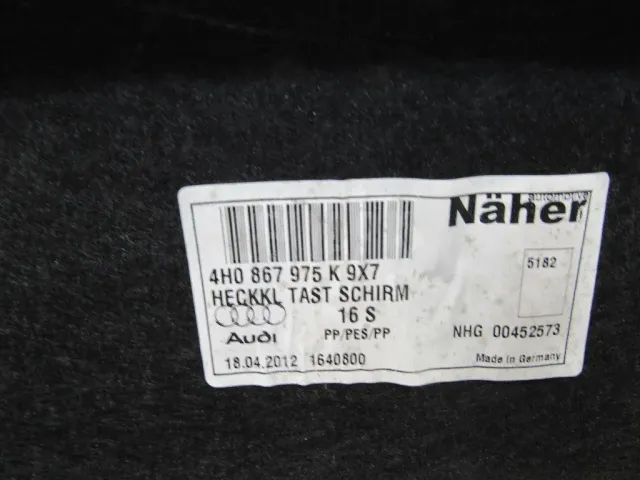 Näher
automotive
4H0 867 975 K 9X7
5182
HECKKL TAST SCHIRM
16 S
Audi
PP/PES/PP
NHG 00452573
18.04.2012 1640800
Made in Germany